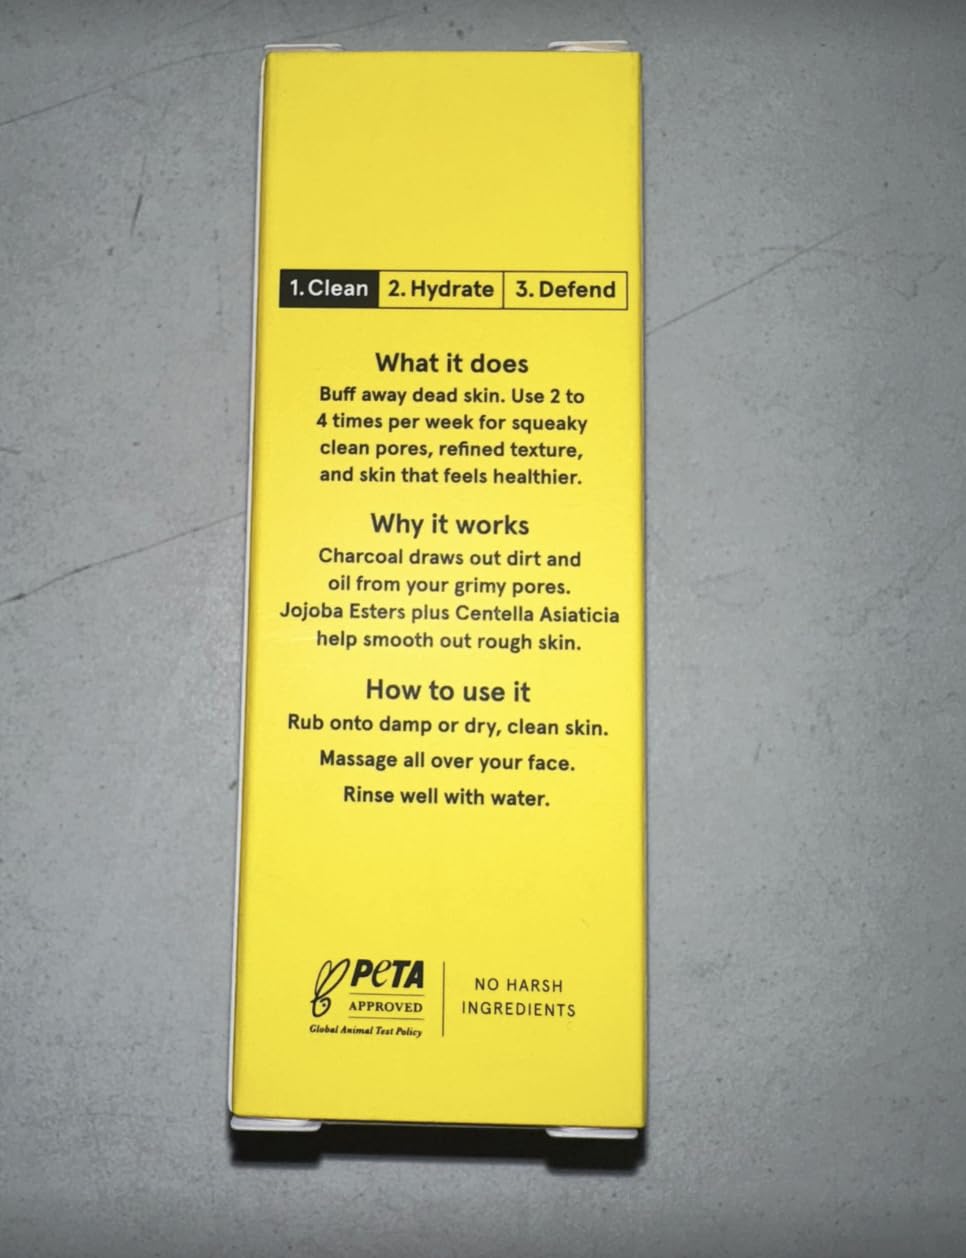 1. Clean 2. Hydrate 3. Defend
What it does
Buff away dead skin. Use 2 to
4 times per week for squeaky
clean pores, refined texture,
and skin that feels healthier.
Why it works
Charcoal draws out dirt and
oil from your grimy pores.
Jojoba Esters plus Centella Asiaticia
help smooth out rough skin.
How to use it
Rub onto damp or dry, clean skin.
Massage all over your face.
Rinse well with water.
PETA
APPROVED
Global Animal Test Policy
NO HARSH
INGREDIENTS